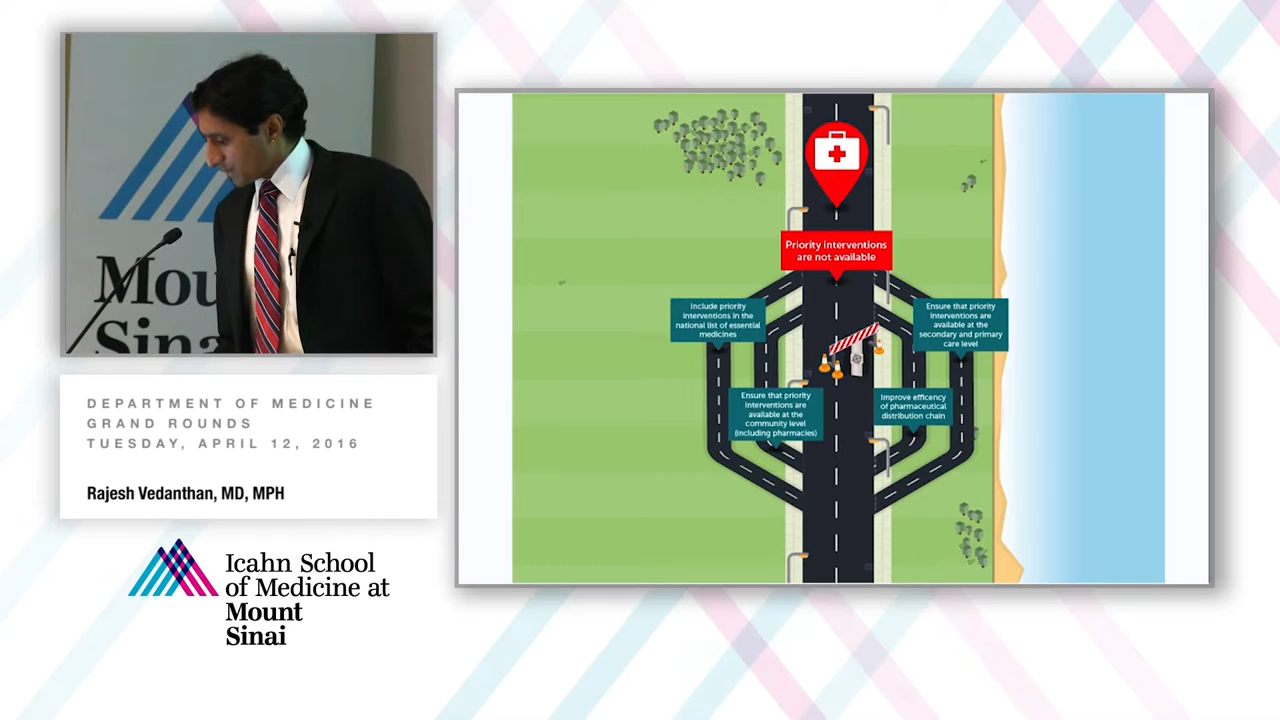 Mou
Sina
DEPARTMENT OF MEDICINE
GRAND ROUNDS
TUESDAY, APRIL 12, 2016
Rajesh Vedanthan, MD, MPH
Icahn School
of Medicine at
Mount
Sinai
Priority interventions
are not available
Include priority
interventions in the
national list of essential
medicines
Ensure that priority
interventions are
available at the
secondary and primary
care level
Ensure that priority
interventions are
available at the
community level
(including pharmacies)
Improve efficency
of pharmaceutical
distribution chain